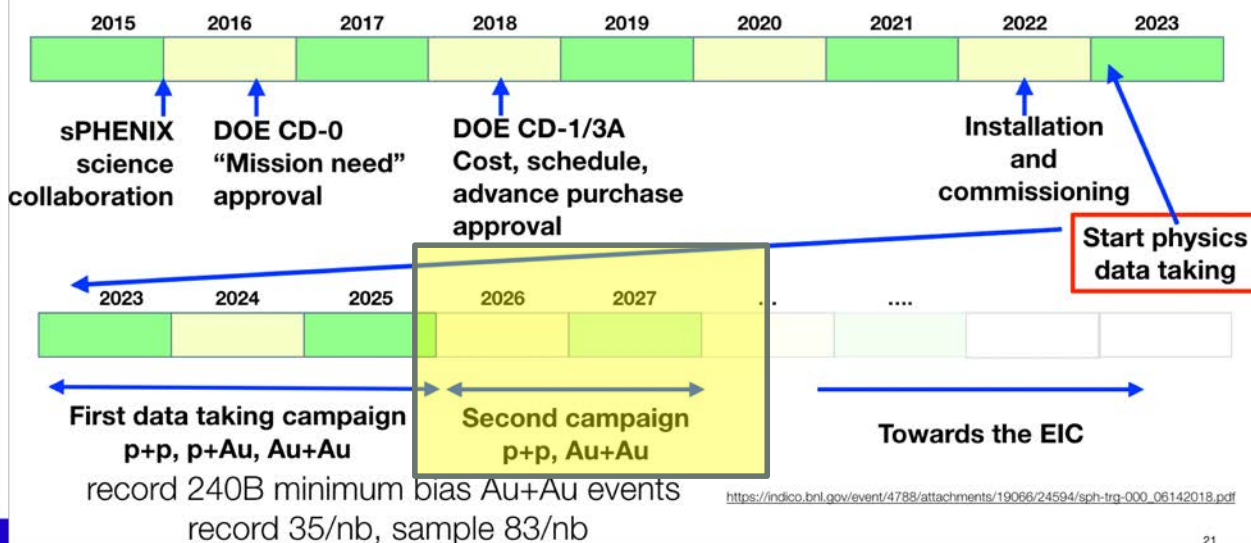 2015 2016 2017 2018 2019 2020 2021 2022 2023
sPHENIX
science
collaboration
DOE CD-0
“Mission need”
approval
DOE CD-1/3A
Cost, schedule,
advance purchase
approval
Installation
and
commissioning
Start physics
data taking
2023 2024 2025 2026 2027 ... ....
First data taking campaign
p+p, p+Au, Au+Au
Second campaign
p+p, Au+Au
Towards the EIC
record 240B minimum bias Au+Au events
record 35/nb, sample 83/nb
https://indico.bnl.gov/event/4788/attachments/19066/24594/sph-trg-000_06142018.pdf
21